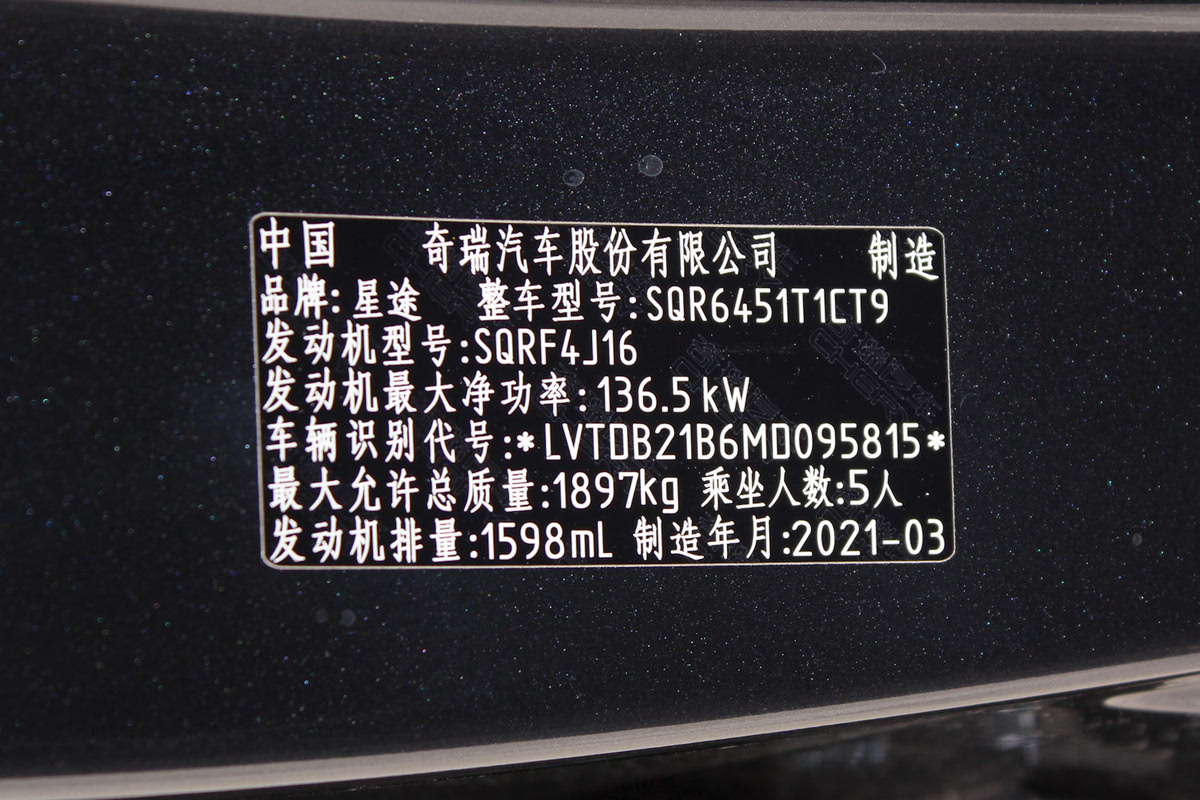 中国 奇瑞汽车股份有限公司 制造
品牌:星途 整车型号:SQR6451T1CT9
发动机型号:SQRF4J16
发动机最大净功率:136.5kW
车辆识别代号:*LVTDB21B6MD095815*
最大允许总质量:1897kg 乘坐人数:5人
发动机排量:1598mL 制造年月:2021-03